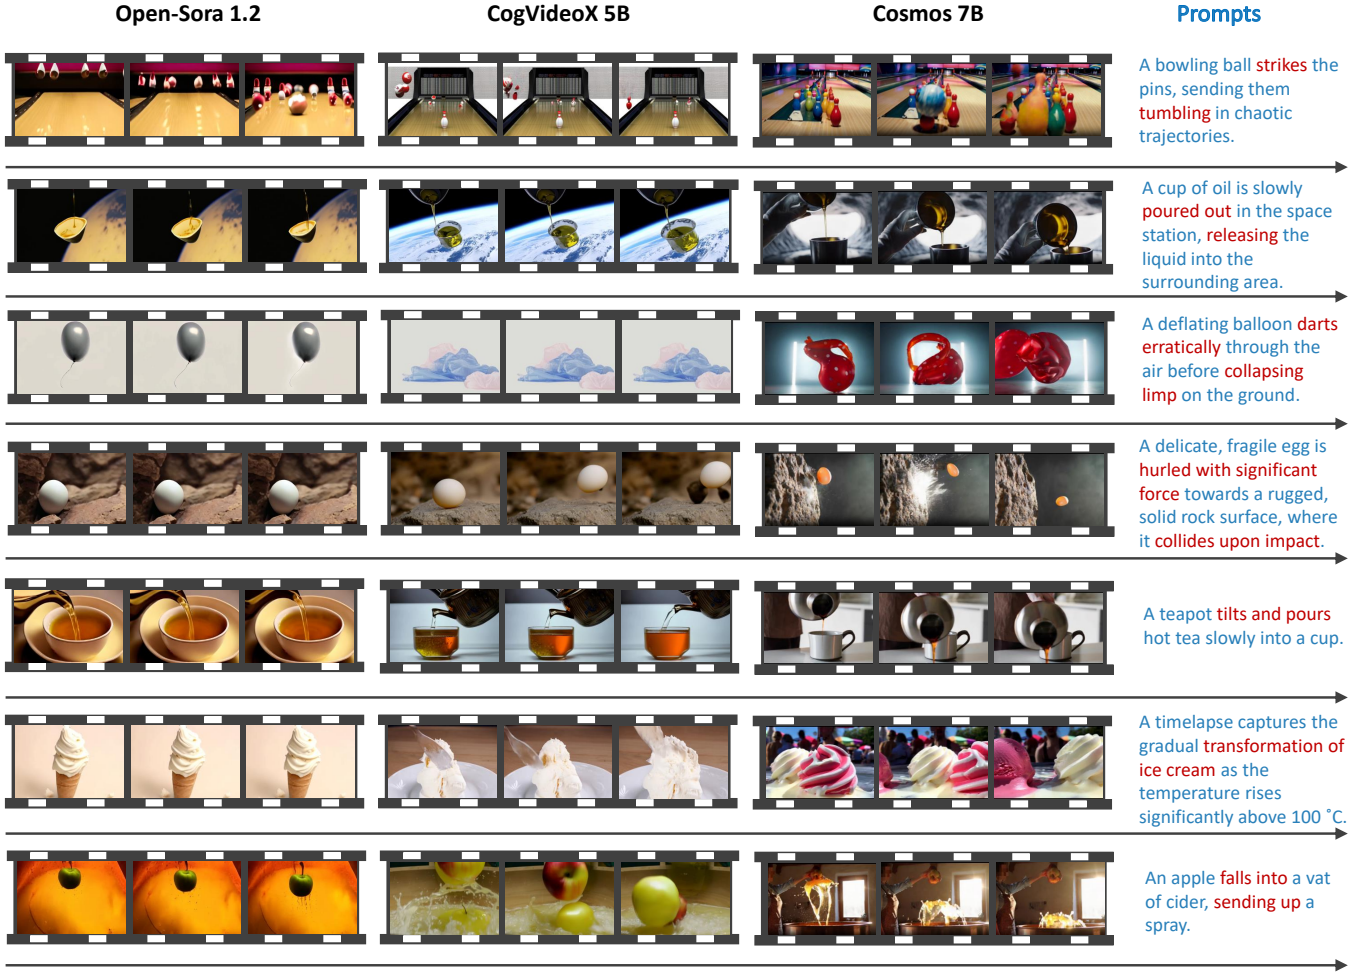 Open-Sora 1.2
CogVideoX 5B
Cosmos 7B
Prompts
A bowling ball strikes the
pins, sending them
tumbling in chaotic
trajectories.
A cup of oil is slowly
poured out in the space
station, releasing the
liquid into the
surrounding area.
A deflating balloon darts
erratically through the
air before collapsing
limp on the ground.
A delicate, fragile egg is
hurled with significant
force towards a rugged,
solid rock surface, where
it collides upon impact.
A teapot tilts and pours
hot tea slowly into a cup.
A timelapse captures the
gradual transformation of
ice cream as the
temperature rises
significantly above 100 ˚C.
An apple falls into a vat
of cider, sending up a
spray.